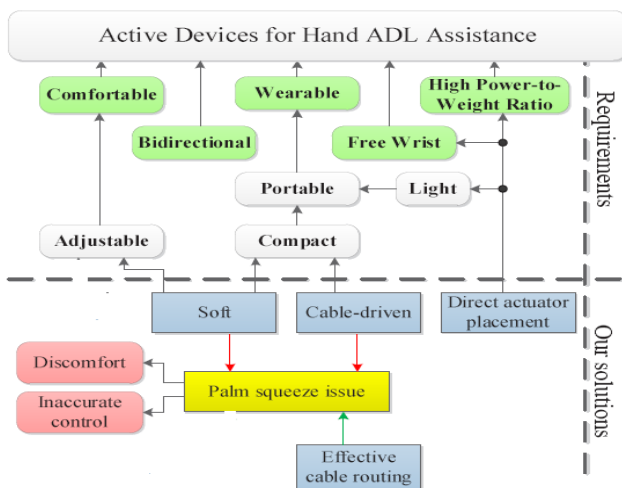 Active Devices for Hand ADL Assistance
Comfortable
Wearable
High Power-to-
Weight Ratio
Bidirectional
Free Wrist
Portable
Light
Adjustable
Compact
Requirements
Soft
Cable-driven
Direct actuator
placement
Discomfort
Palm squeeze issue
Inaccurate
control
Effective
cable routing
Our solutions